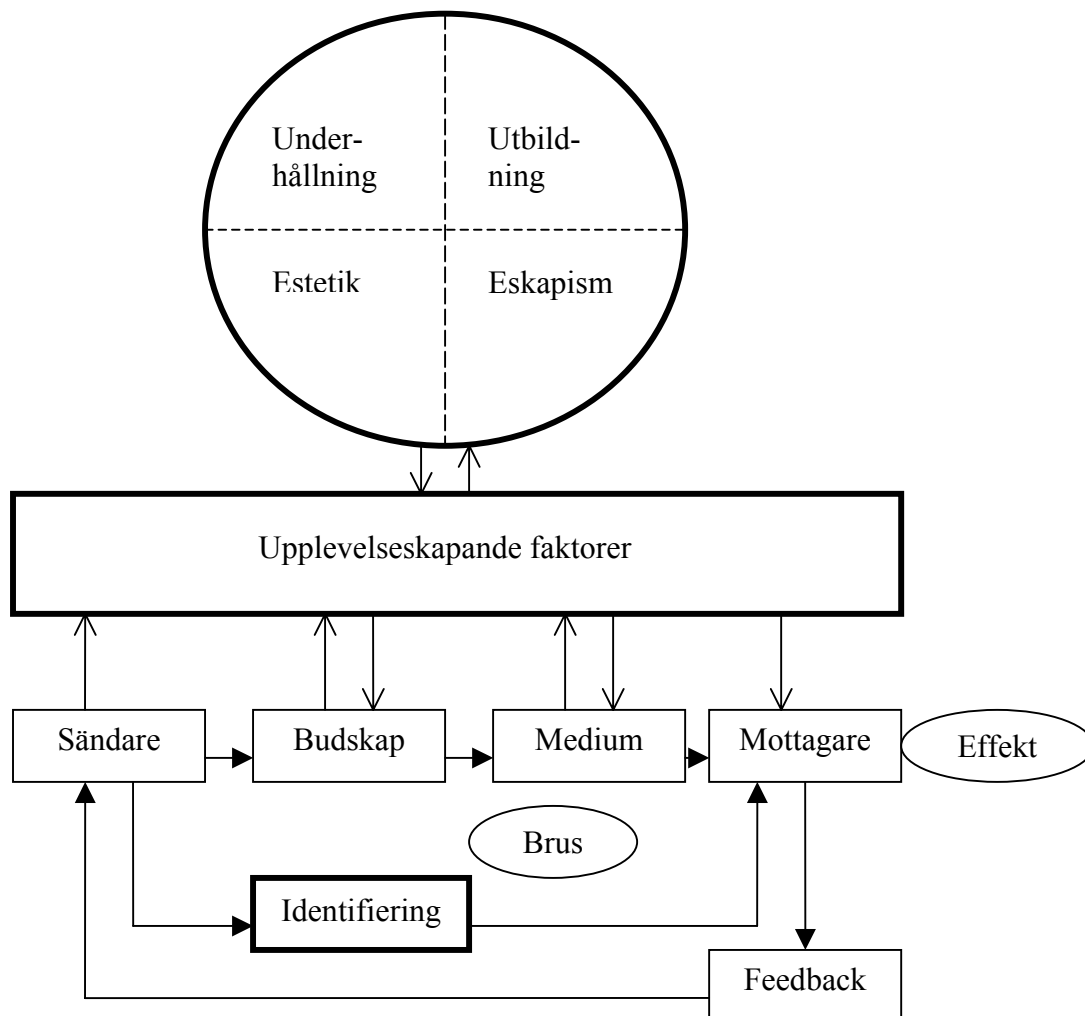 Under-
hållning
Utbild-
ning
Estetik
Eskapism
Upplevelseskapande faktorer
Sändare
Budskap
Medium
Mottagare
Effekt
Brus
Identifiering
Feedback